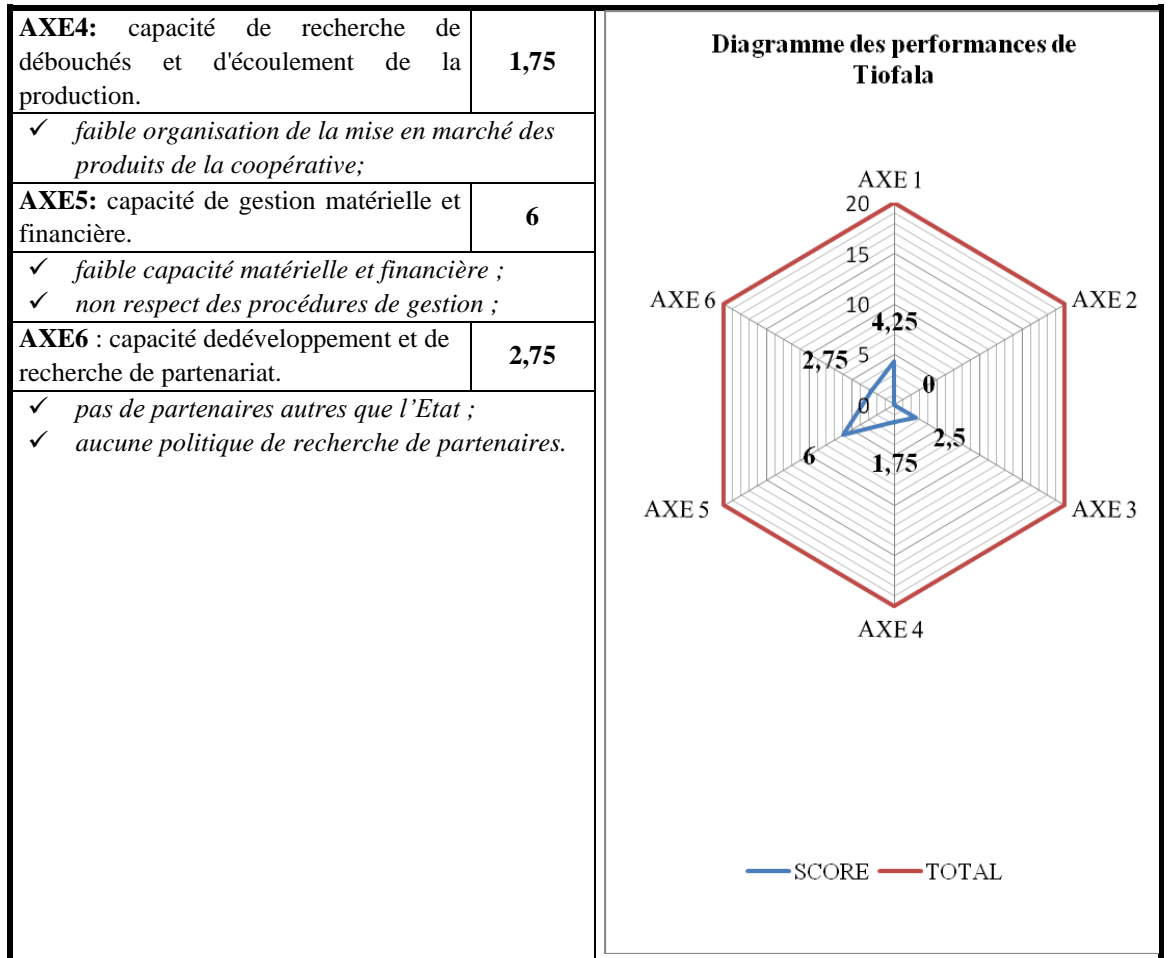 AXE4: capacité de recherche de
débouchés et d'écoulement de la
production.
1,75
✓ faible organisation de la mise en marché des
produits de la coopérative;
AXE5: capacité de gestion matérielle et
financière.
6
✓ faible capacité matérielle et financière ;
✓ non respect des procédures de gestion ;
AXE6 : capacité dedéveloppement et de
recherche de partenariat.
2,75
✓ pas de partenaires autres que l’Etat ;
✓ aucune politique de recherche de partenaires.
Diagramme des performances de
Tiofala
AXE 1
20
15
AXE 6
10
AXE 2
4,25
2,75
5
0
0
2,5
6
1,75
AXE 5
AXE 3
AXE 4
SCORE
TOTAL